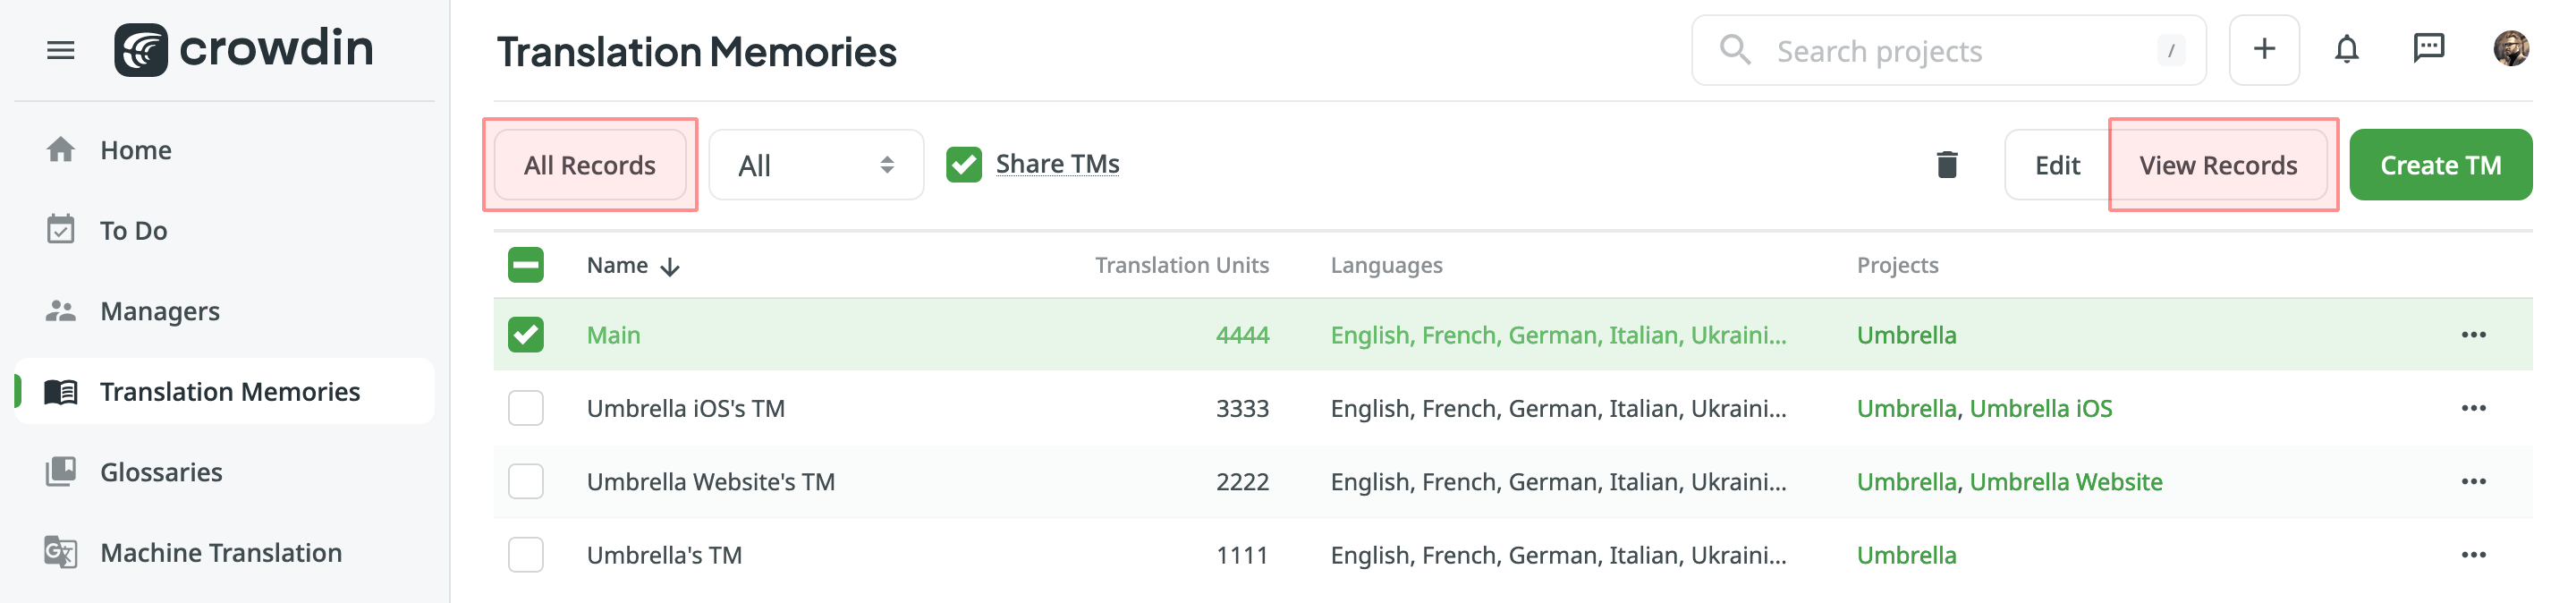 crowdin
Home
To Do
Managers
Translation Memories
Glossaries
Machine Translation
Translation Memories
Search projects /
All Records All Share TMs Edit View Records Create TM
Name Translation Units Languages Projects
Main 4444 English, French, German, Italian, Ukraini... Umbrella
Umbrella iOS's TM 3333 English, French, German, Italian, Ukraini... Umbrella, Umbrella iOS
Umbrella Website's TM 2222 English, French, German, Italian, Ukraini... Umbrella, Umbrella Website
Umbrella's TM 1111 English, French, German, Italian, Ukraini... Umbrella